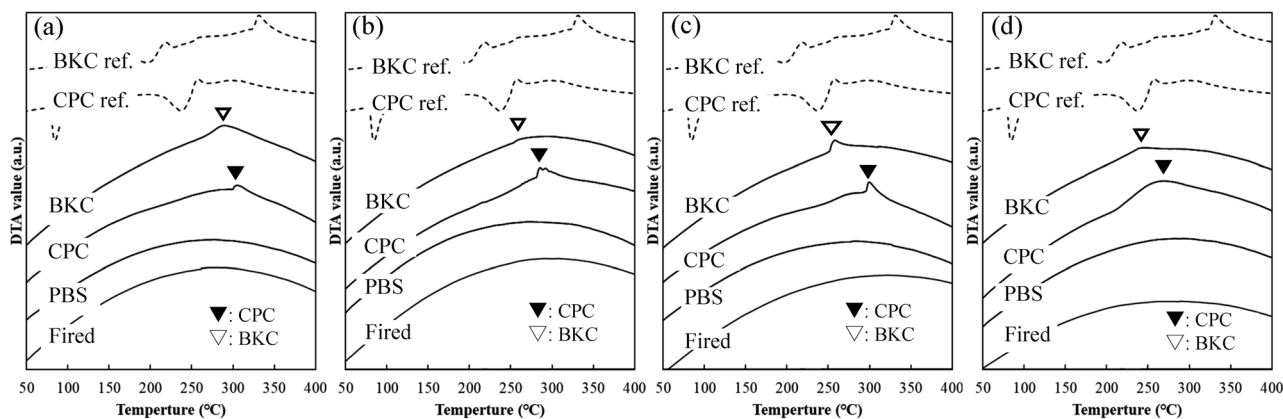 (a)
BKC ref.
CPC ref.
BKC
CPC
PBS
Fired
▼: CPC
▽: BKC
DTA value (a.u.)
50 100 150 200 250 300 350 400
Temperture (℃)
(b)
BKC ref.
CPC ref.
BKC
CPC
PBS
Fired
▼: CPC
▽: BKC
DTA value (a.u.)
50 100 150 200 250 300 350 400
Temperture (℃)
(c)
BKC ref.
CPC ref.
BKC
CPC
PBS
Fired
▼: CPC
▽: BKC
DTA value (a.u.)
50 100 150 200 250 300 350 400
Temperture (℃)
(d)
BKC ref.
CPC ref.
BKC
CPC
PBS
Fired
▼: CPC
▽: BKC
DTA value (a.u.)
50 100 150 200 250 300 350 400
Temperture (℃)